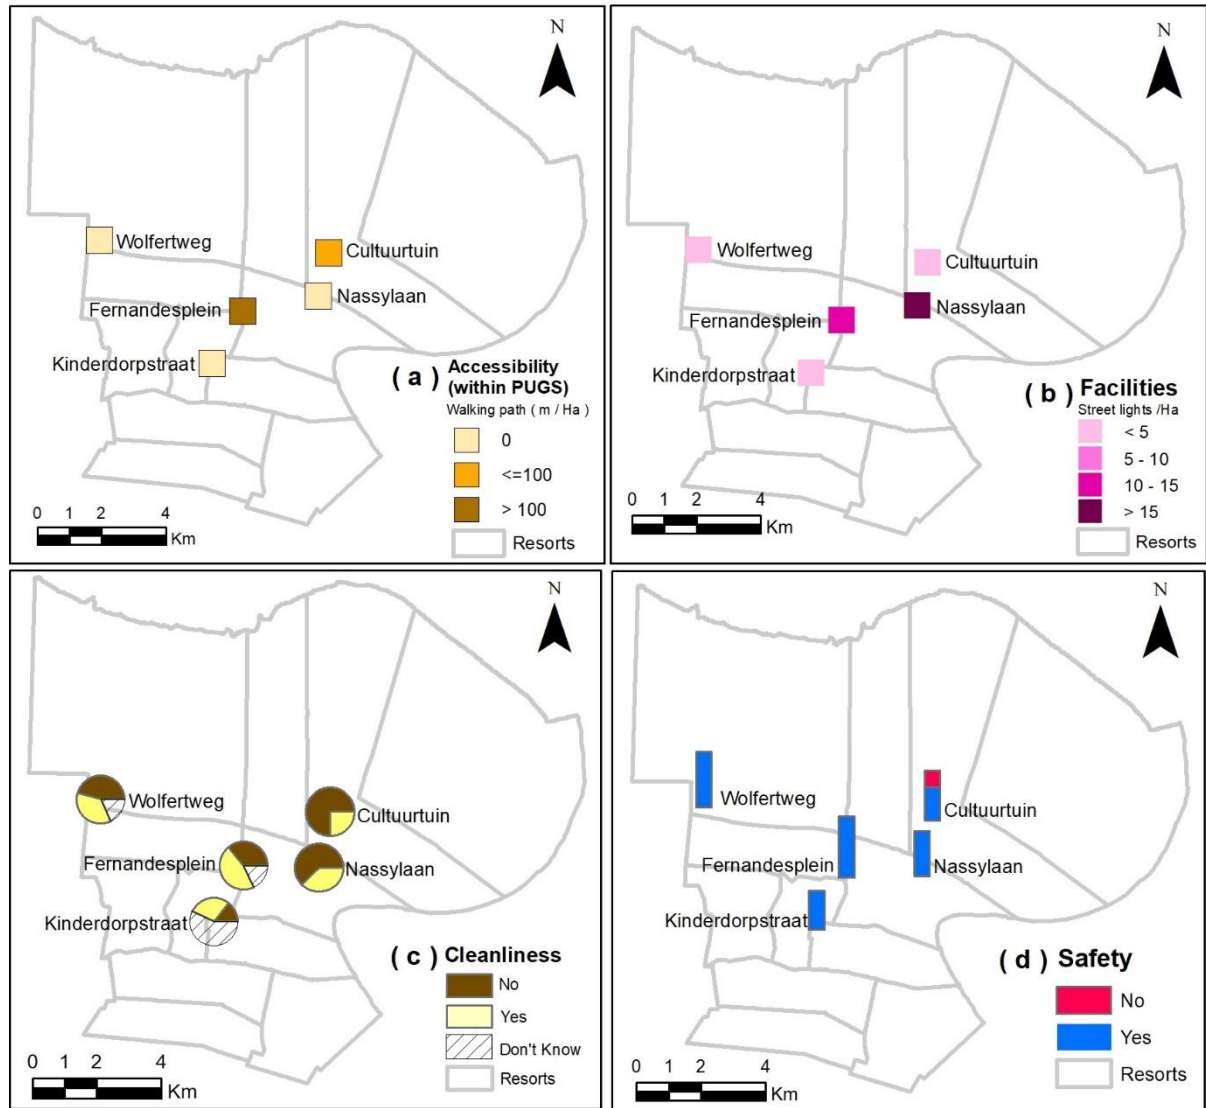 N
Wolfertweg
Cultuurtuin
Nassylaan
Fernandesplein
Kinderdorpstraat
( a ) Accessibility
(within PUGS)
Walking path ( m / Ha )
0
<=100
> 100
Resorts
0 1 2 4
Km
N
Wolfertweg
Cultuurtuin
Nassylaan
Fernandesplein
Kinderdorpstraat
( b ) Facilities
Street lights /Ha
< 5
5 - 10
10 - 15
> 15
Resorts
0 1 2 4
Km
N
Wolfertweg
Cultuurtuin
Fernandesplein
Nassylaan
Kinderdorpstraat
( c ) Cleanliness
No
Yes
Don't Know
Resorts
0 1 2 4
Km
N
Wolfertweg
Cultuurtuin
Fernandesplein
Nassylaan
Kinderdorpstraat
( d ) Safety
No
Yes
Resorts
0 1 2 4
Km